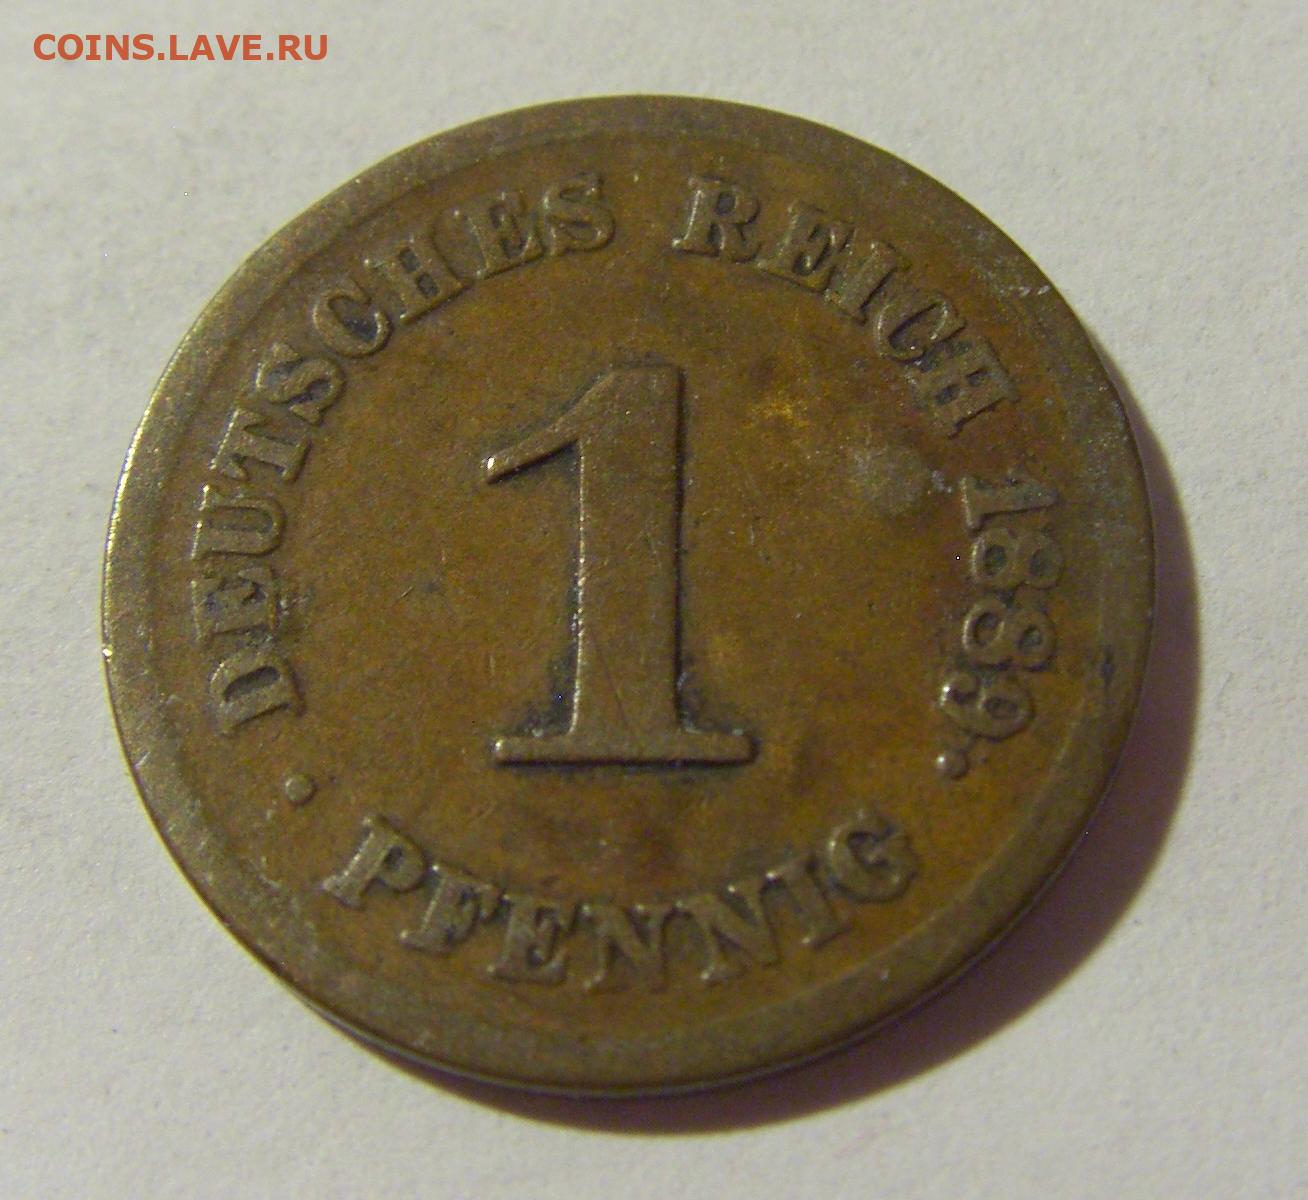 COINS.LAVE.RU
DEUTSCHES REICH 1889.
1
· PFENNIG